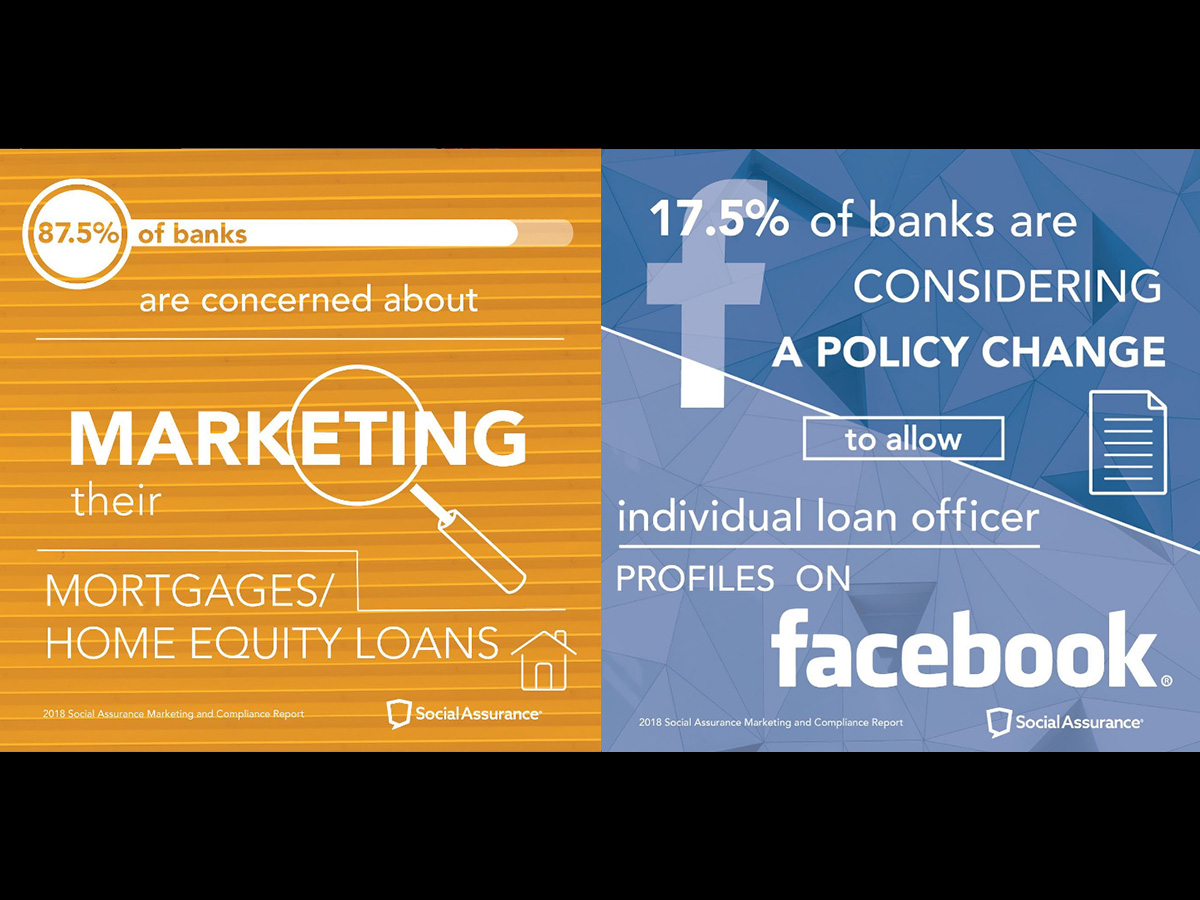 87.5% of banks
are concerned about
MARKETING
their
MORTGAGES/
HOME EQUITY LOANS
2018 Social Assurance Marketing and Compliance Report
Social Assurance
17.5% of banks are
CONSIDERING
A POLICY CHANGE
to allow
individual loan officer
PROFILES ON
facebook®
2018 Social Assurance Marketing and Compliance Report
Social Assurance